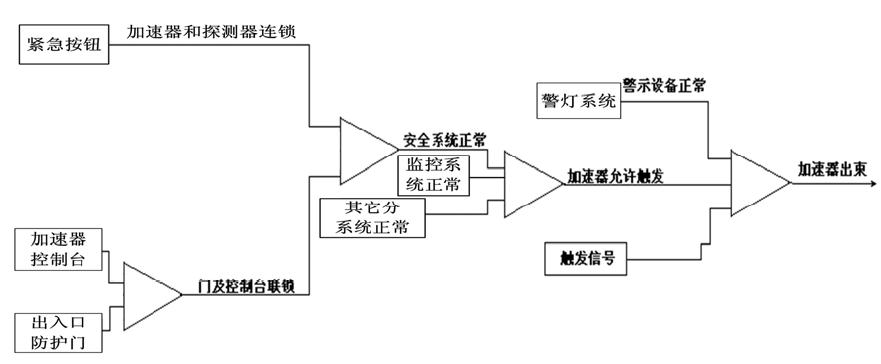 紧急按钮
加速器和探测器连锁
警灯系统
警示设备正常
安全系统正常
监控系
统正常
其它分
系统正常
加速器允许触发
加速器出束
触发信号
加速器
控制台
门及控制台联锁
出入口
防护门